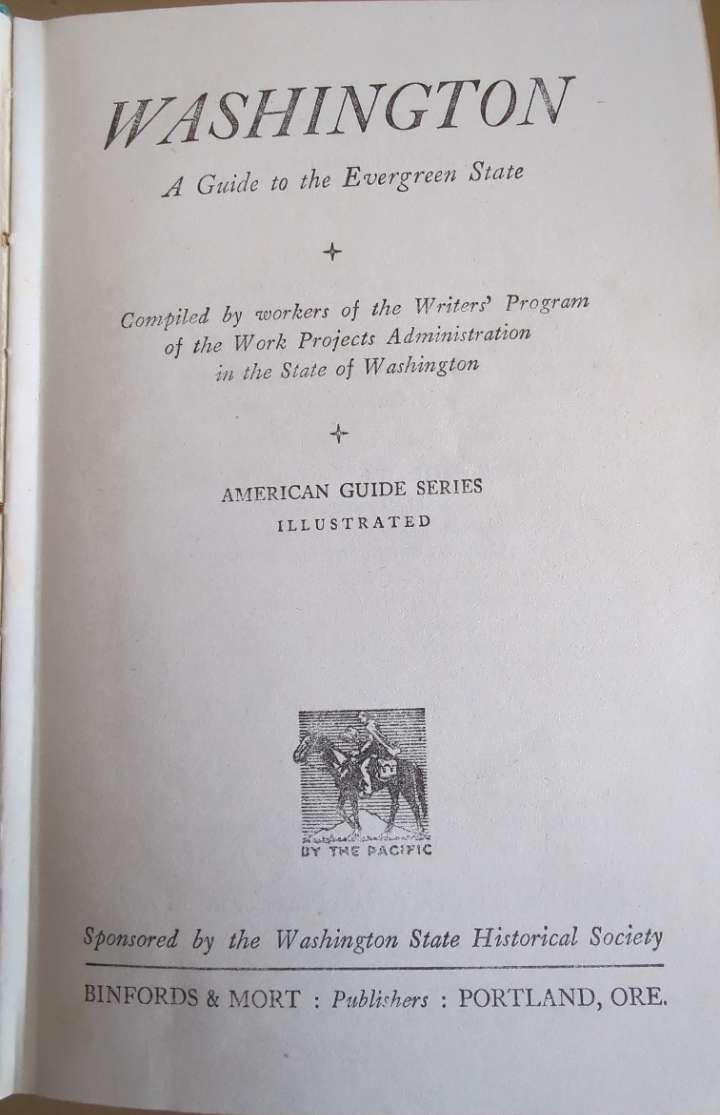 WASHINGTON
A Guide to the Evergreen State
Compiled by workers of the Writers' Program
of the Work Projects Administration
in the State of Washington
AMERICAN GUIDE SERIES
ILLUSTRATED
BY THE PACIFIC
Sponsored by the Washington State Historical Society
BINFORDS & MORT : Publishers : PORTLAND, ORE.